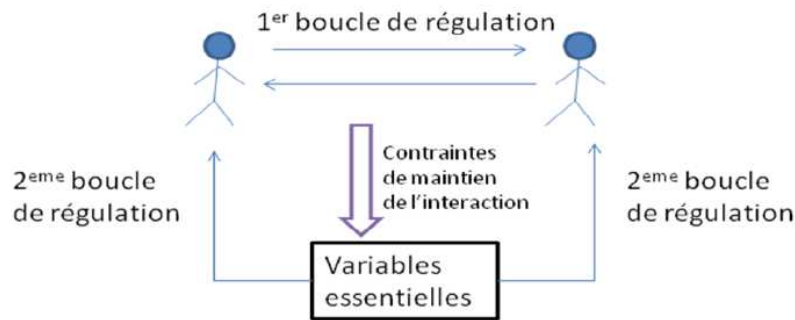 1er boucle de régulation
Contraintes
de maintien
de l'interaction
2eme boucle
de régulation
2eme boucle
de régulation
Variables
essentielles